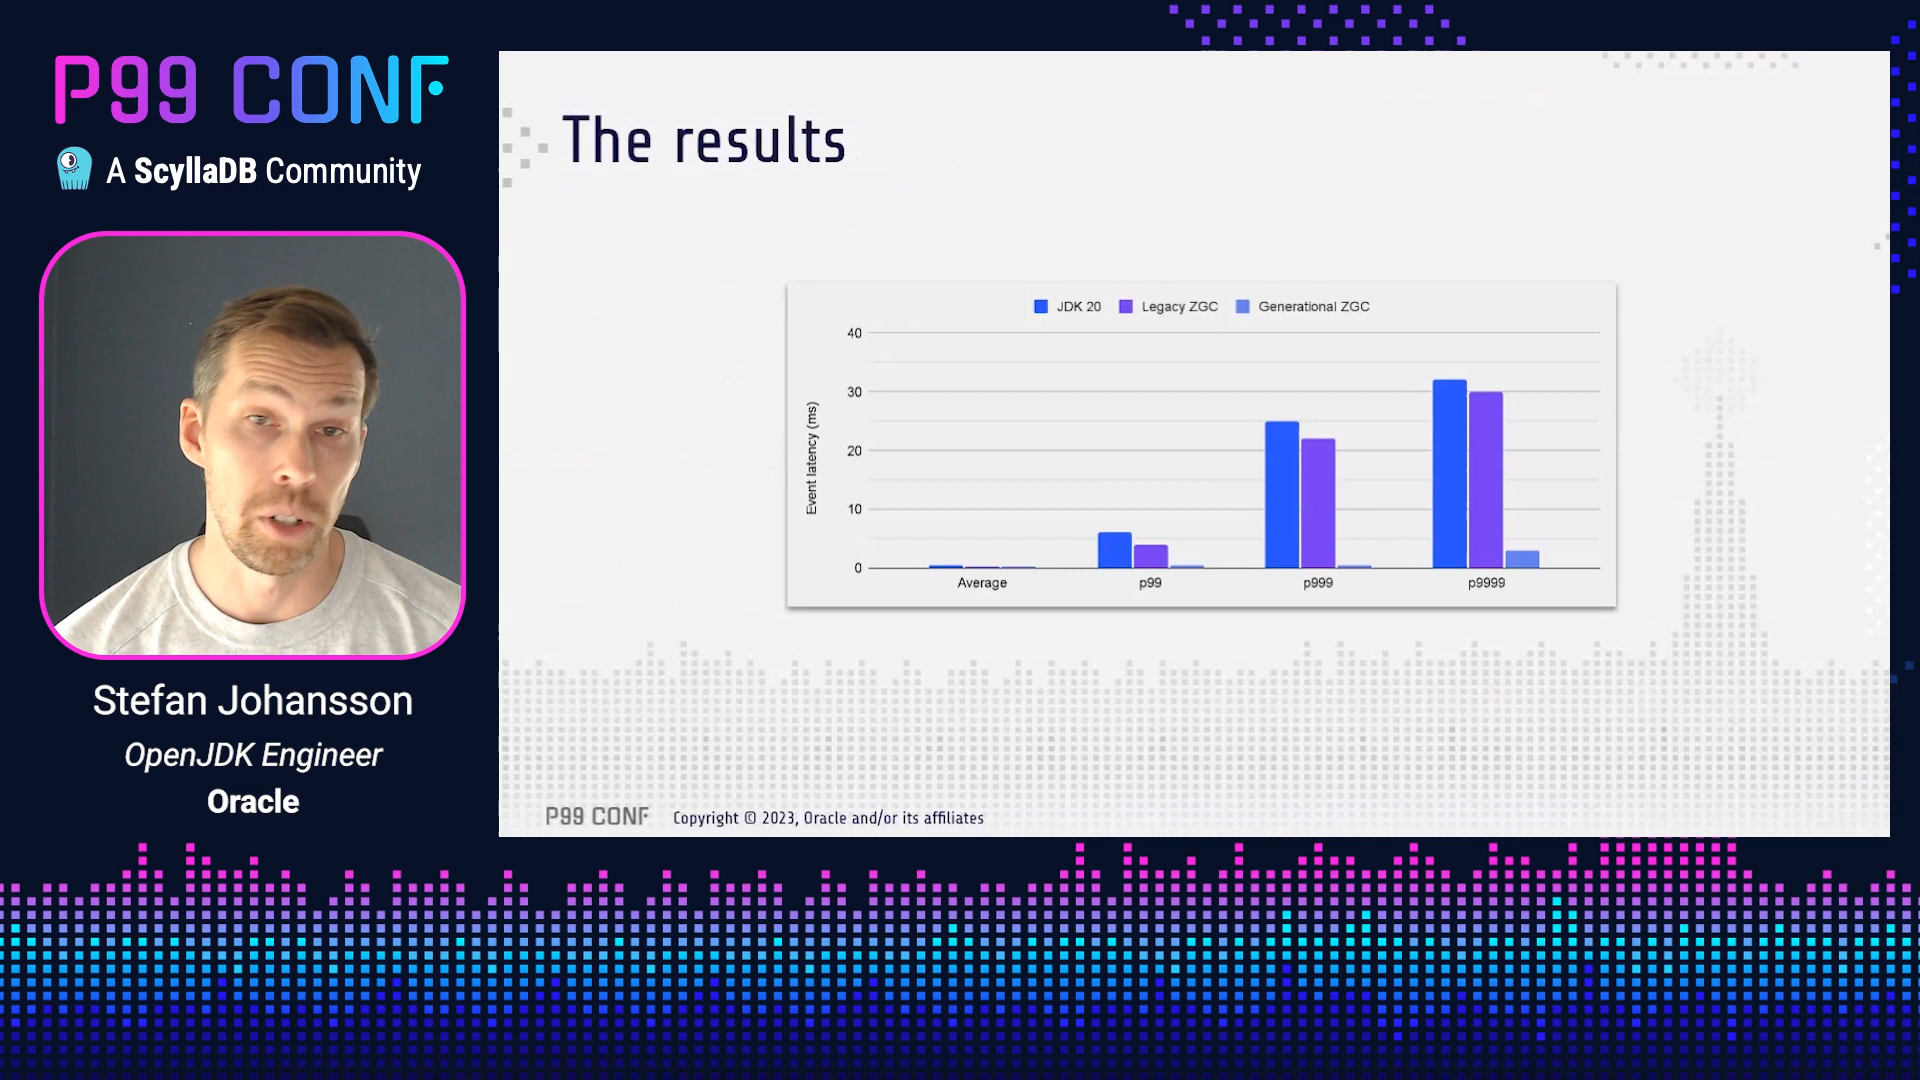 P99 CONF
A ScyllaDB Community
Stefan Johansson
OpenJDK Engineer
Oracle
The results
JDK 20 Legacy ZGC Generational ZGC
Event latency (ms)
40
30
20
10
0
Average p99 p999 p9999
P99 CONF Copyright © 2023, Oracle and/or its affiliates